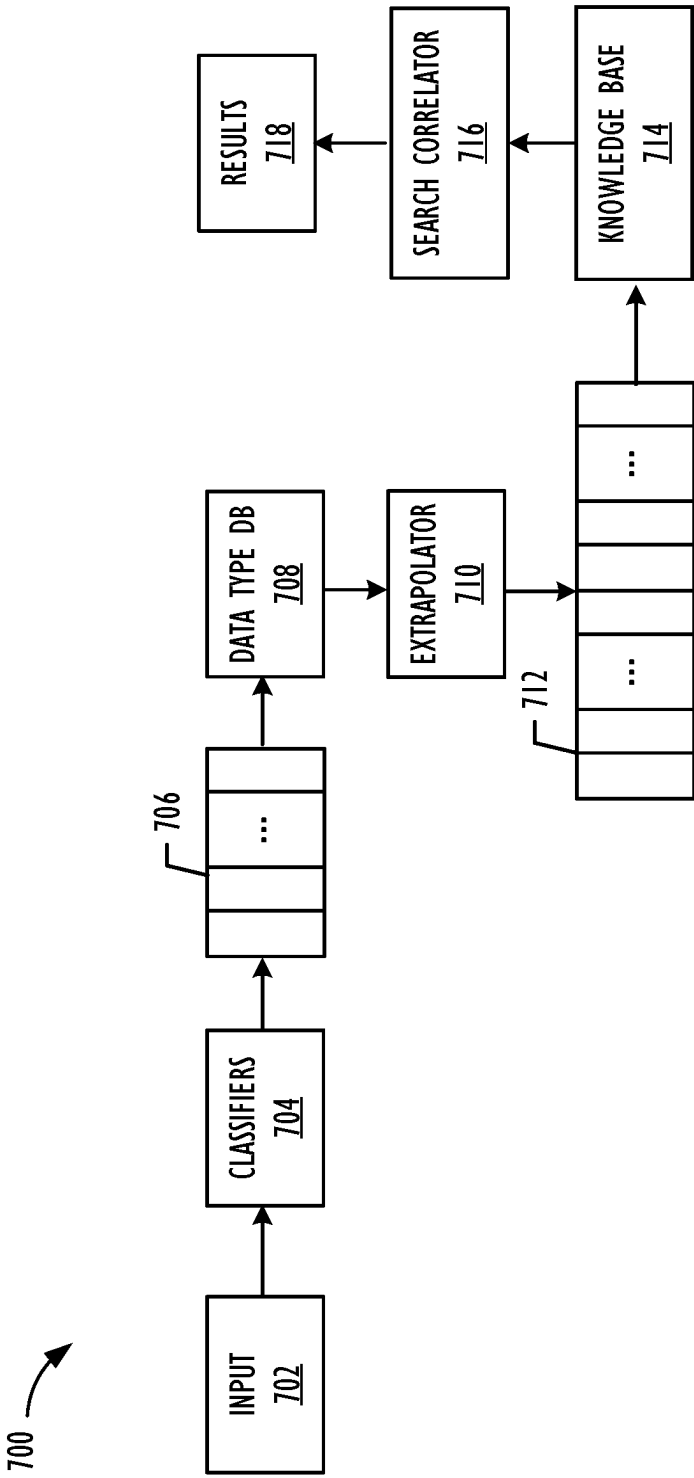 700
INPUT
702
CLASSIFIERS
704
706
...
DATA TYPE DB
708
EXTRAPOLATOR
710
712
...
...
KNOWLEDGE BASE
714
SEARCH CORRELATOR
716
RESULTS
718